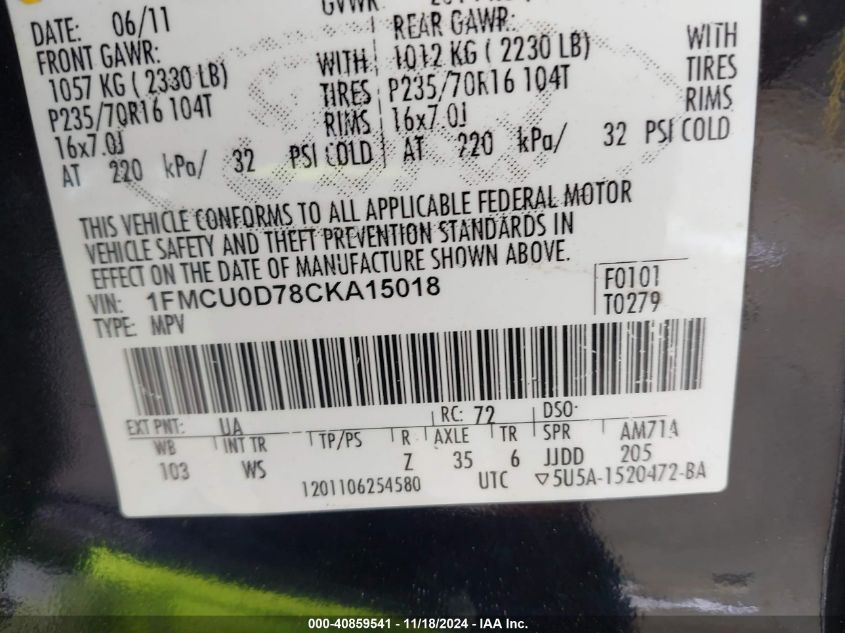 GVWR
DATE: 06/11
FRONT GAWR: REAR GAWR:
1057 KG ( 2330 LB) WITH 1012 KG ( 2230 LB) WITH
P235/70R16 104T TIRES P235/70R16 104T TIRES
16x7.0J RIMS 16x7.0J RIMS
AT 220 kPa/ 32 PSI COLD AT 220 kPa/ 32 PSI COLD
THIS VEHICLE CONFORMS TO ALL APPLICABLE FEDERAL MOTOR
VEHICLE SAFETY AND THEFT PREVENTION STANDARDS IN
EFFECT ON THE DATE OF MANUFACTURE SHOWN ABOVE.
VIN: 1FMCU0D78CKA15018 F0101
TYPE: MPV T0279
EXT PNT: UA RC: 72 DSO:
WB INT TR TP/PS R AXLE TR SPR AM71A
103 WS Z 35 6 JJDD 205
1201106254580 UTC ▽5U5A-1520472-BA
000-40859541 - 11/18/2024 - IAA Inc.